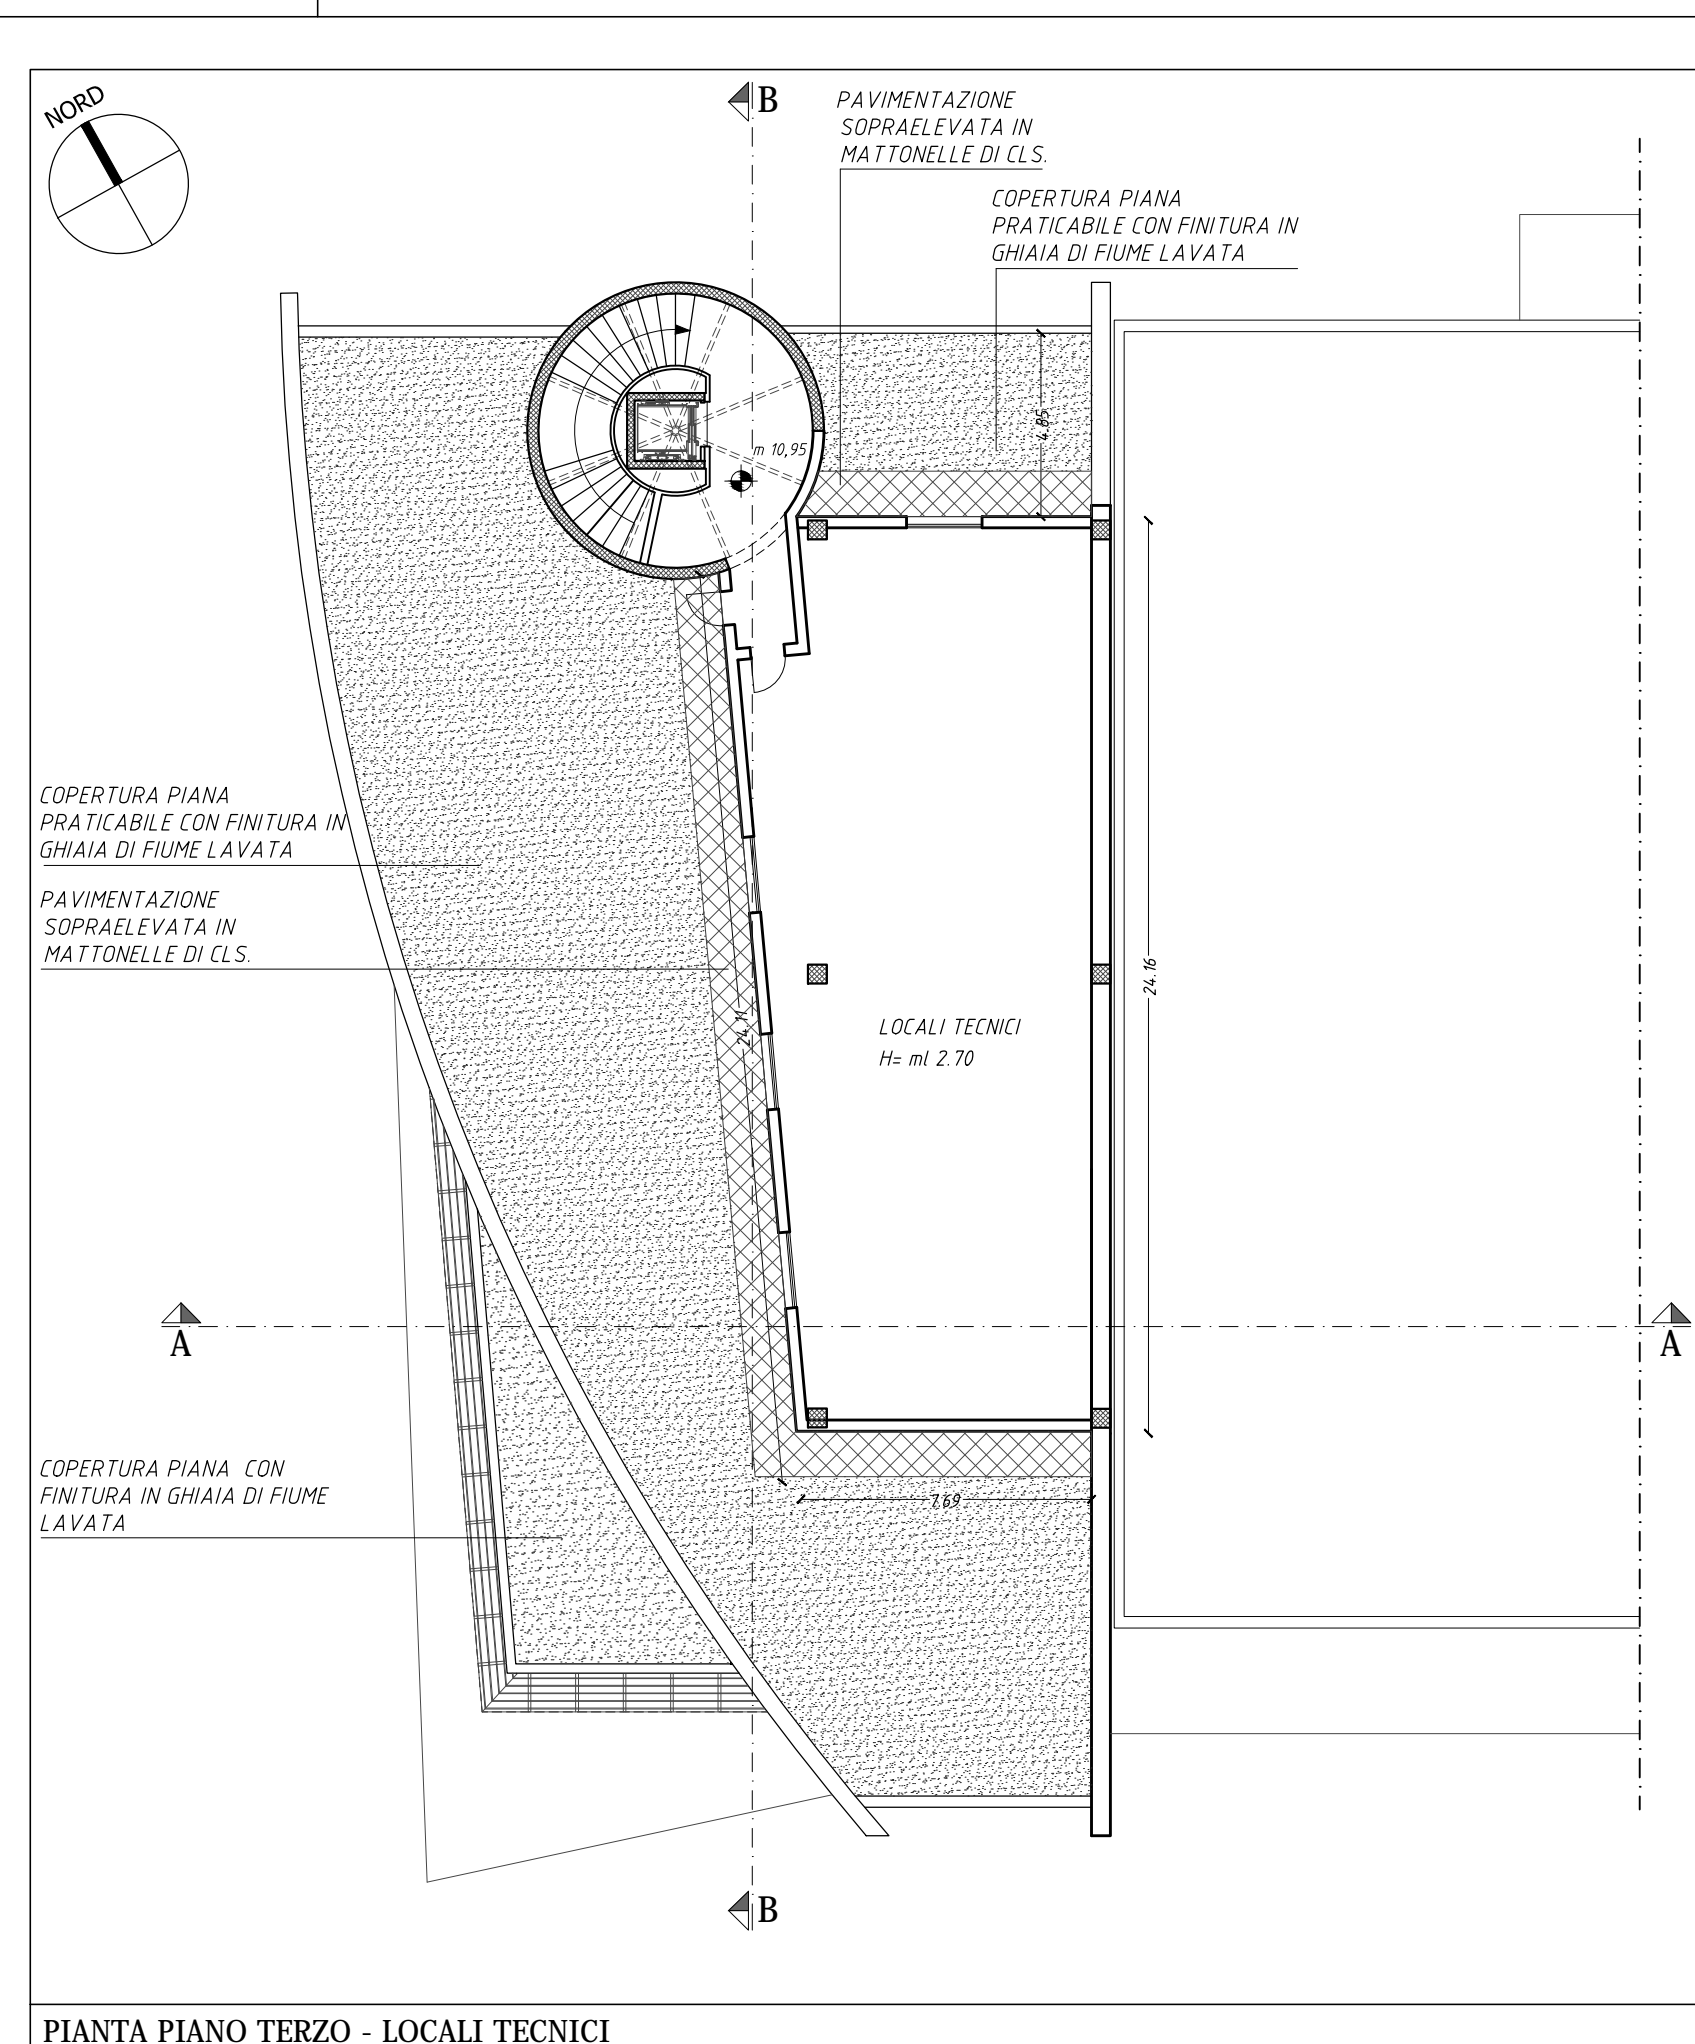 NORD
B
PAVIMENTAZIONE
SOPRAELEVATA IN
MATTONELLE DI CLS.
COPERTURA PIANA
PRATICABILE CON FINITURA IN
GHIAIA DI FIUME LAVATA
4.85
m 10,95
COPERTURA PIANA
PRATICABILE CON FINITURA IN
GHIAIA DI FIUME LAVATA
PAVIMENTAZIONE
SOPRAELEVATA IN
MATTONELLE DI CLS.
24.16
24.11
LOCALI TECNICI
H= ml 2.70
A
A
COPERTURA PIANA CON
FINITURA IN GHIAIA DI FIUME
LAVATA
7.69
B
PIANTA PIANO TERZO - LOCALI TECNICI